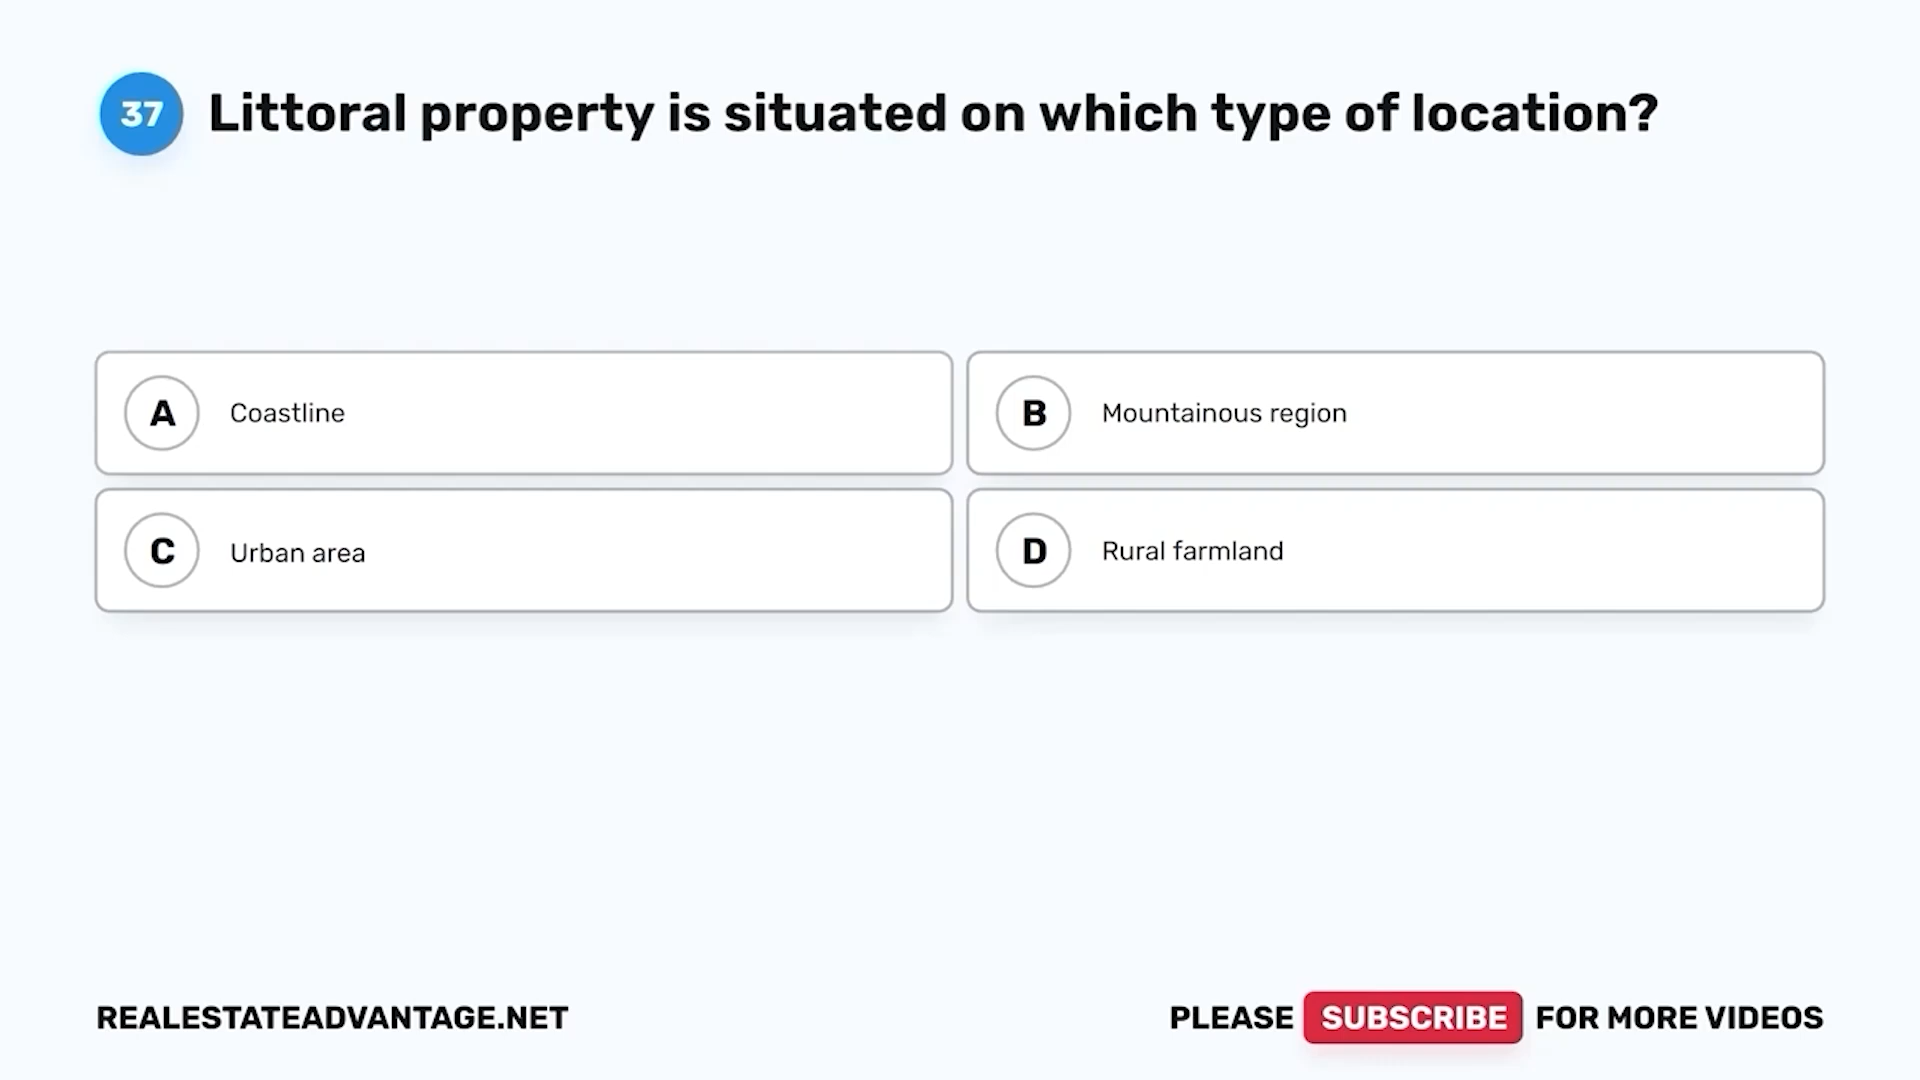 37 Littoral property is situated on which type of location?
A Coastline
B Mountainous region
C Urban area
D Rural farmland
REALESTATEADVANTAGE.NET
PLEASE SUBSCRIBE FOR MORE VIDEOS